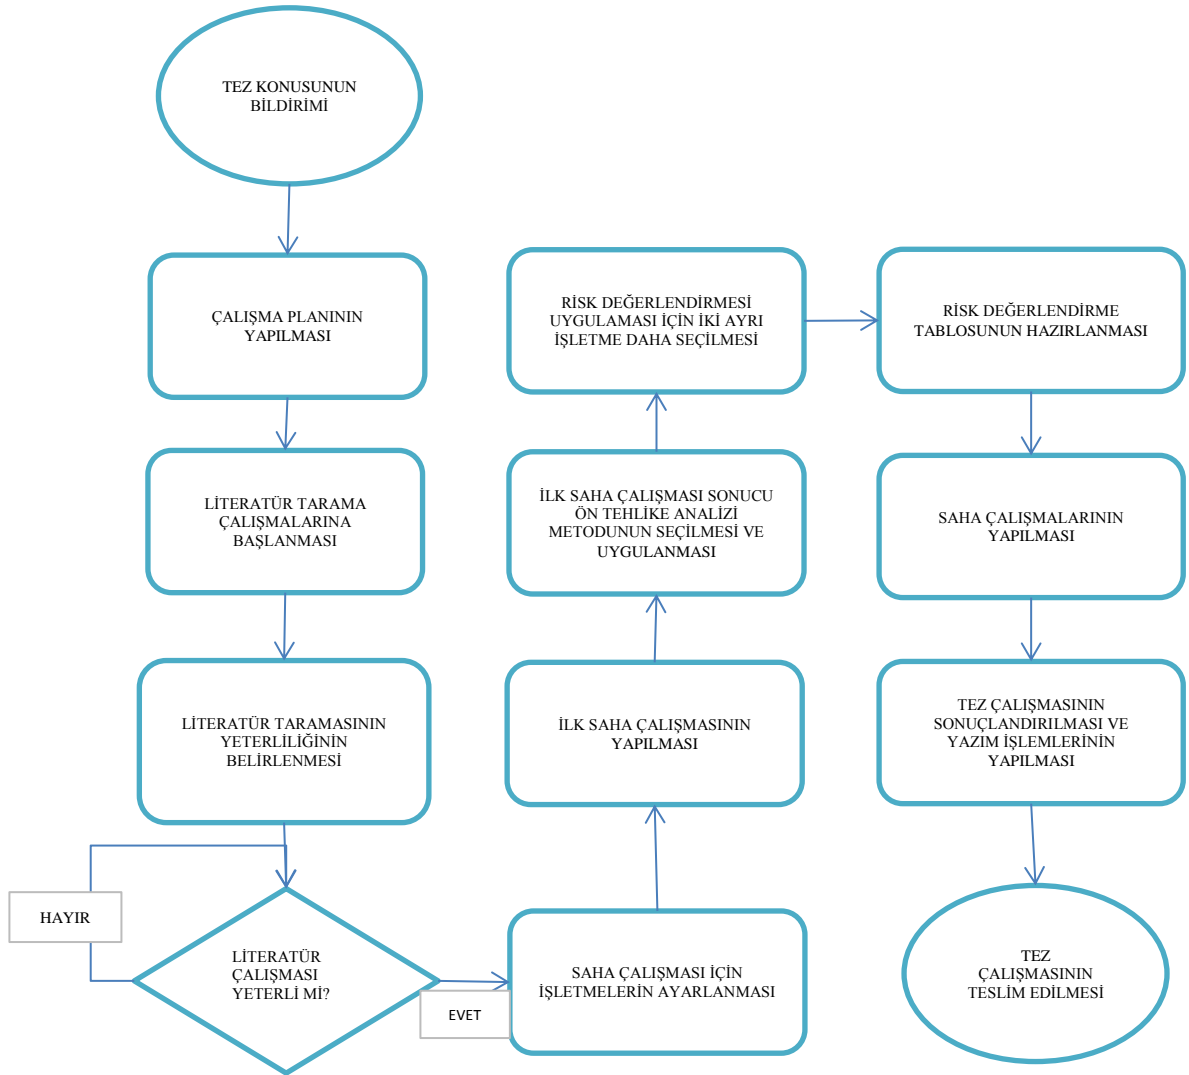 TEZ KONUSUNUN
BİLDİRİMİ
ÇALIŞMA PLANININ
YAPILMASI
LİTERATÜR TARAMA
ÇALIŞMALARINA
BAŞLANMASI
LİTERATÜR TARAMASININ
YETERLİLİĞİNİN
BELİRLENMESİ
HAYIR
LİTERATÜR
ÇALIŞMASI
YETERLİ Mİ?
EVET
SAHA ÇALIŞMASI İÇİN
İŞLETMELERİN AYARLANMASI
İLK SAHA ÇALIŞMASININ
YAPILMASI
İLK SAHA ÇALIŞMASI SONUCU
ÖN TEHLİKE ANALİZİ
METODUNUN SEÇİLMESİ VE
UYGULANMASI
RİSK DEĞERLENDİRMESİ
UYGULAMASI İÇİN İKİ AYRI
İŞLETME DAHA SEÇİLMESİ
RİSK DEĞERLENDİRME
TABLOSUNUN HAZIRLANMASI
SAHA ÇALIŞMALARININ
YAPILMASI
TEZ ÇALIŞMASININ
SONUÇLANDIRILMASI VE
YAZIM İŞLEMLERİNİN
YAPILMASI
TEZ
ÇALIŞMASININ
TESLİM EDİLMESİ